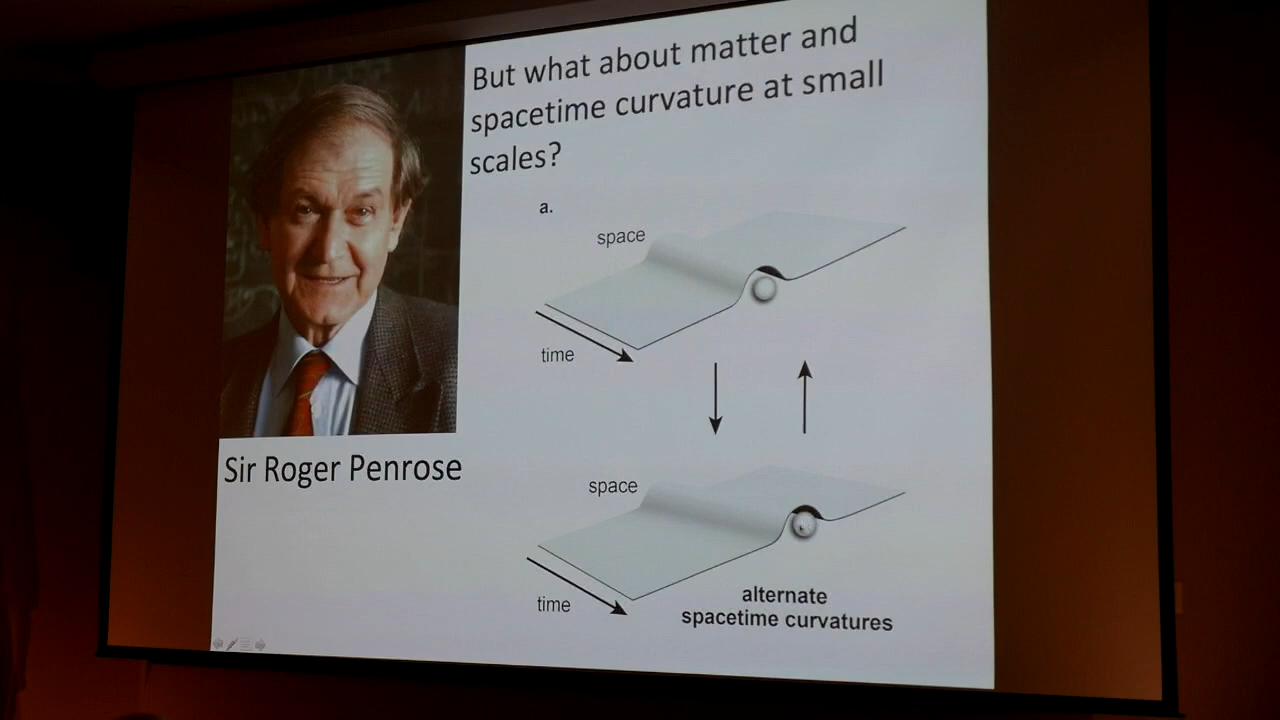 But what about matter and
spacetime curvature at small
scales?
a.
space
time
Sir Roger Penrose
space
time
alternate
spacetime curvatures